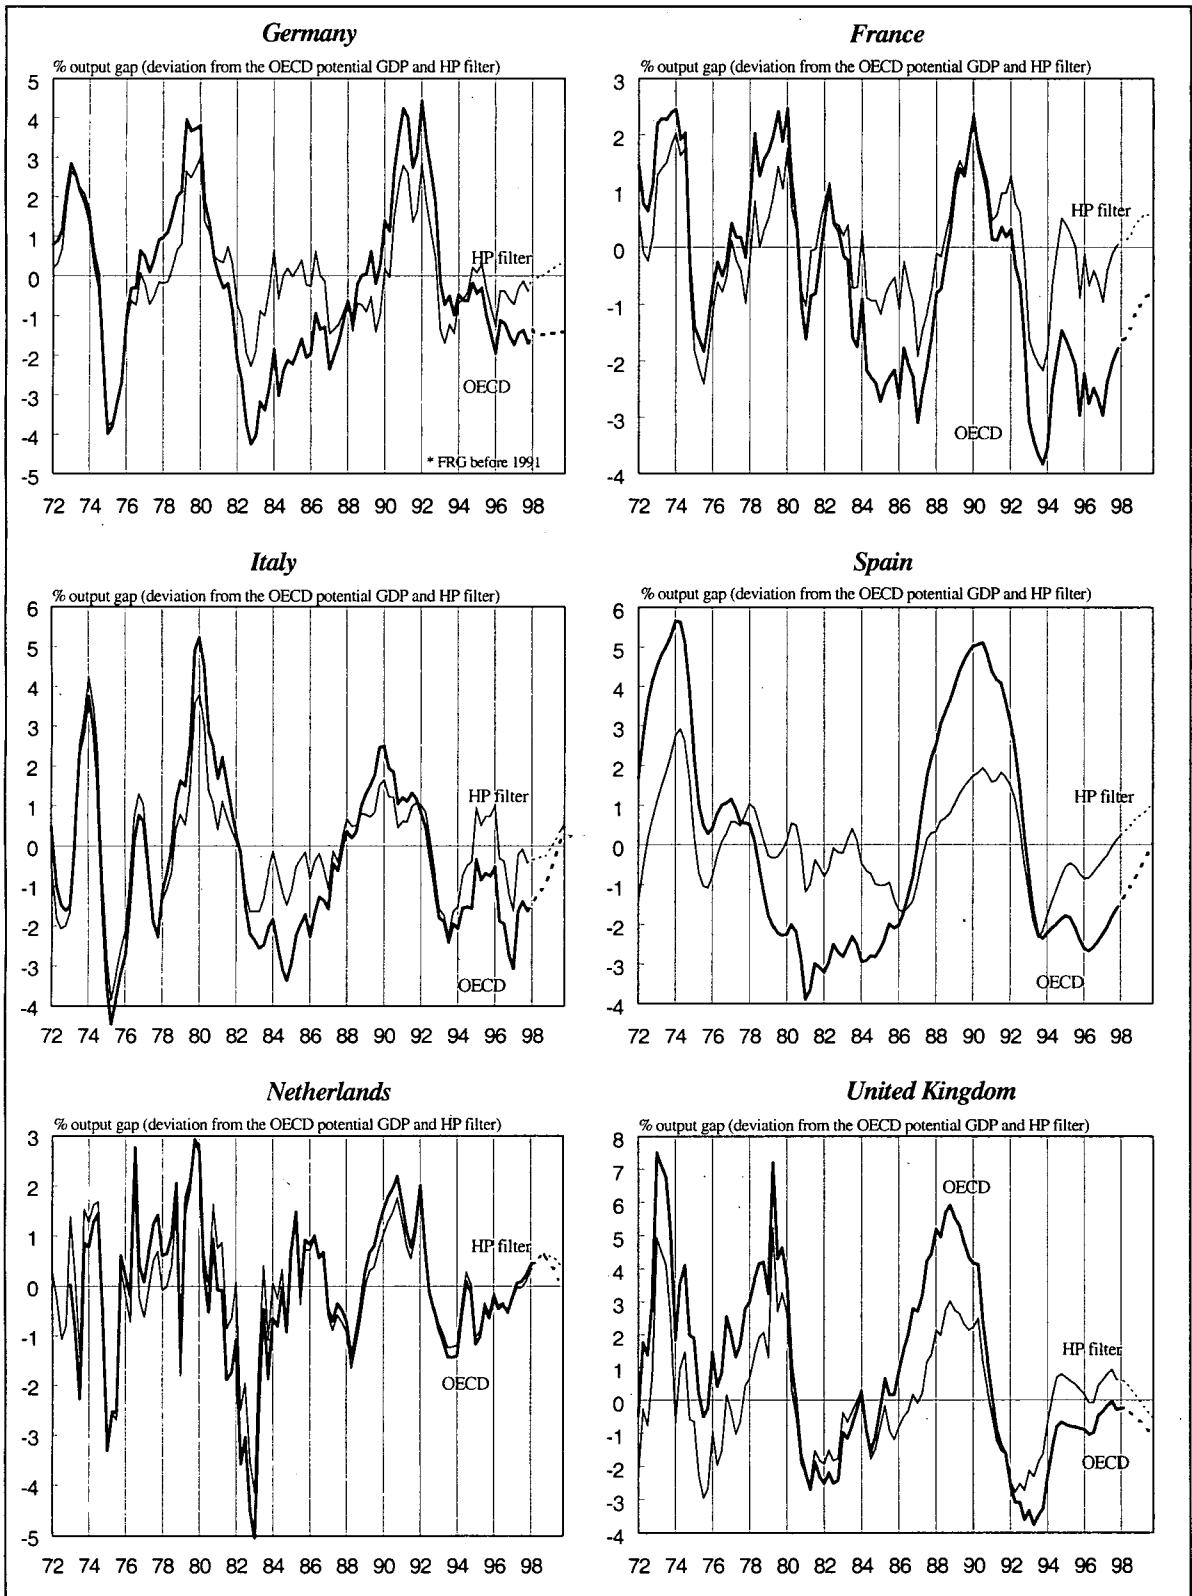 Germany
% output gap (deviation from the OECD potential GDP and HP filter)
5
4
3
2
1
0
-1
-2
-3
-4
-5
HP filter
OECD
* FRG before 1991
72 74 76 78 80 82 84 86 88 90 92 94 96 98
France
% output gap (deviation from the OECD potential GDP and HP filter)
3
2
1
0
-1
-2
-3
-4
HP filter
OECD
72 74 76 78 80 82 84 86 88 90 92 94 96 98
Italy
% output gap (deviation from the OECD potential GDP and HP filter)
6
5
4
3
2
1
0
-1
-2
-3
-4
HP filter
OECD
72 74 76 78 80 82 84 86 88 90 92 94 96 98
Spain
% output gap (deviation from the OECD potential GDP and HP filter)
6
5
4
3
2
1
0
-1
-2
-3
-4
HP filter
OECD
72 74 76 78 80 82 84 86 88 90 92 94 96 98
Netherlands
% output gap (deviation from the OECD potential GDP and HP filter)
3
2
1
0
-1
-2
-3
-4
-5
HP filter
OECD
72 74 76 78 80 82 84 86 88 90 92 94 96 98
United Kingdom
% output gap (deviation from the OECD potential GDP and HP filter)
8
7
6
5
4
3
2
1
0
-1
-2
-3
-4
OECD
HP filter
OECD
72 74 76 78 80 82 84 86 88 90 92 94 96 98